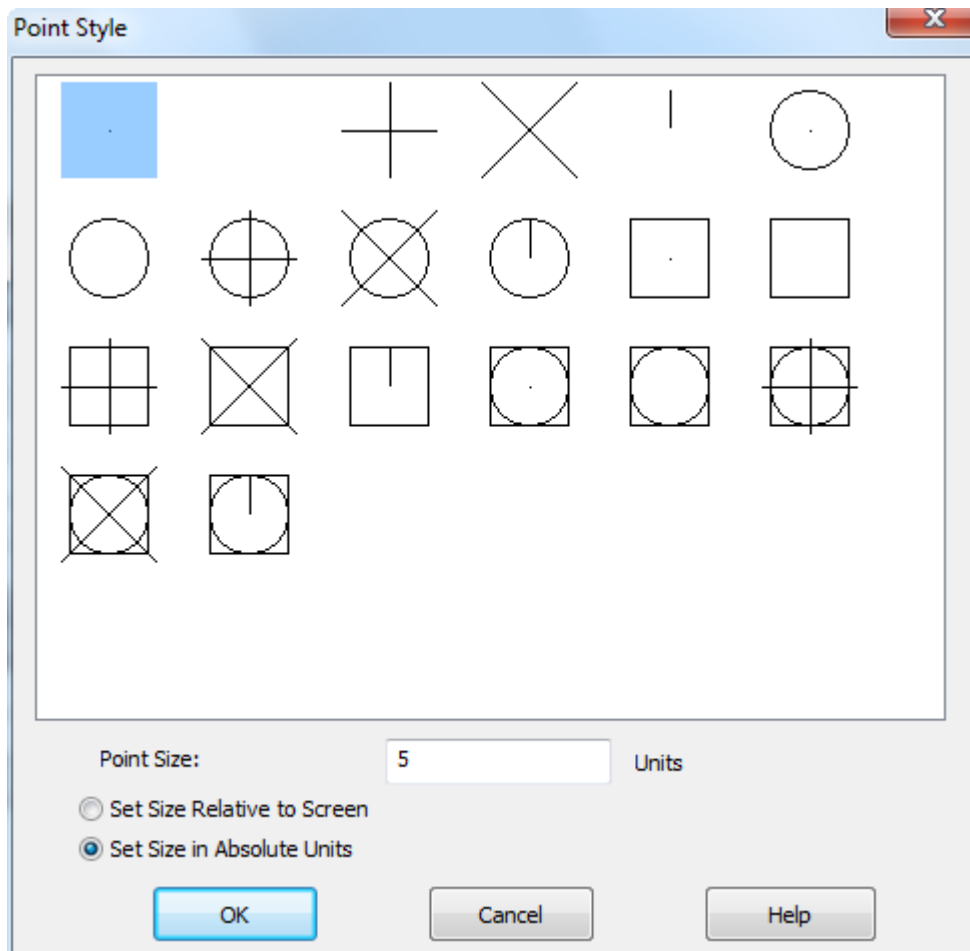 Point Style
Point Size: 5 Units
Set Size Relative to Screen
Set Size in Absolute Units
OK Cancel Help